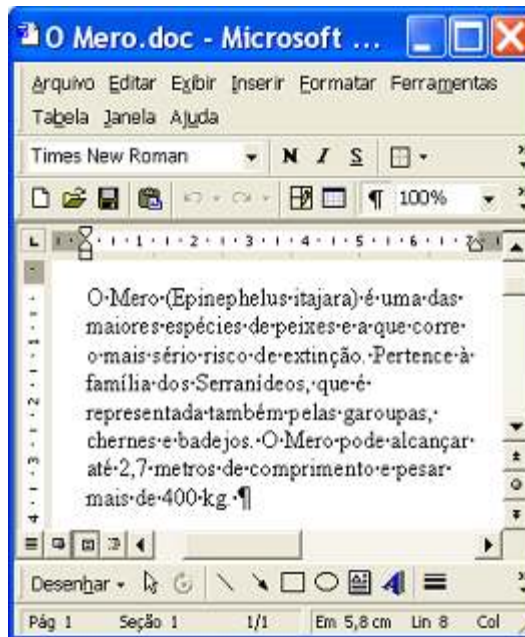 O Mero.doc - Microsoft ...
Arquivo Editar Exibir Inserir Formatar Ferramentas
Tabela Janela Ajuda
Times New Roman N I S
¶ 100%
L 1 · 1 · 2 · 3 · 4 · 5 · 6 · 7
O·Mero·(Epinephelus·itajara)·é·uma·das·
maiores·espécies·de·peixes·e·a·que·corre·
o·mais·sério·risco·de·extinção.·Pertence·à·
família·dos·Serranídeos,·que·é·
representada·também·pelas·garoupas,·
chernes·e·badejos.·O·Mero·pode·alcançar·
até·2,7·metros·de·comprimento·e·pesar·
mais·de·400·kg.·¶
Desenhar A
Pág 1 Seção 1 1/1 Em 5,8 cm Lin 8 Col